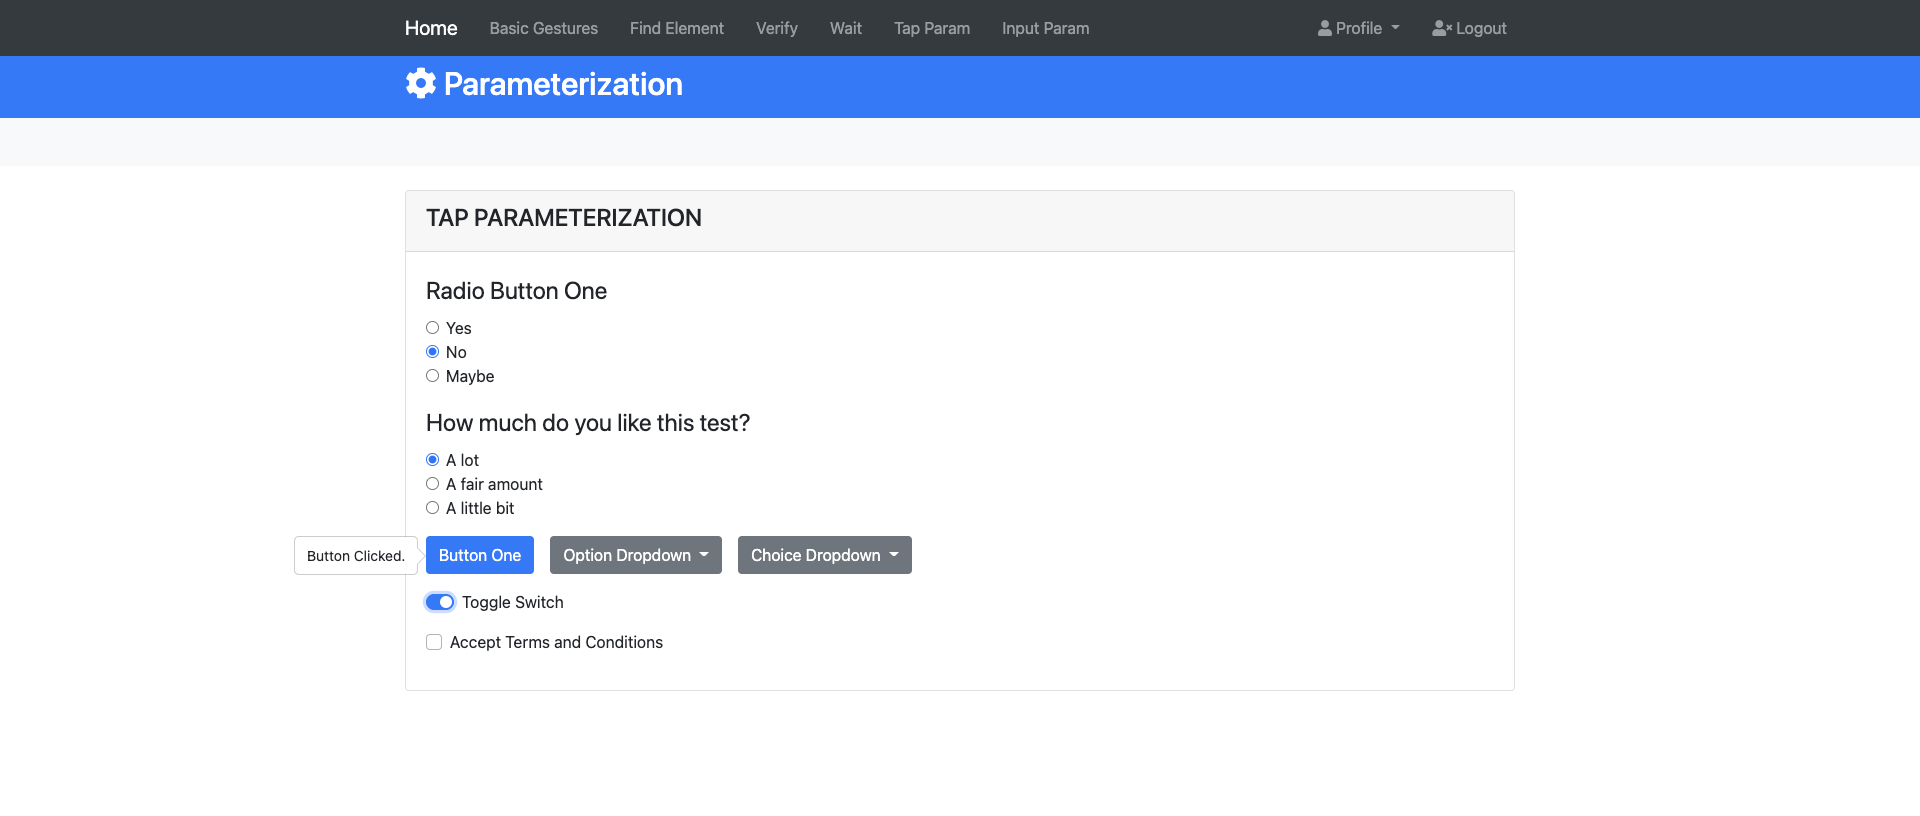 Home Basic Gestures Find Element Verify Wait Tap Param Input Param Profile Logout
Parameterization
TAP PARAMETERIZATION
Radio Button One
Yes
No
Maybe
How much do you like this test?
A lot
A fair amount
A little bit
Button Clicked. Button One Option Dropdown Choice Dropdown
Toggle Switch
Accept Terms and Conditions